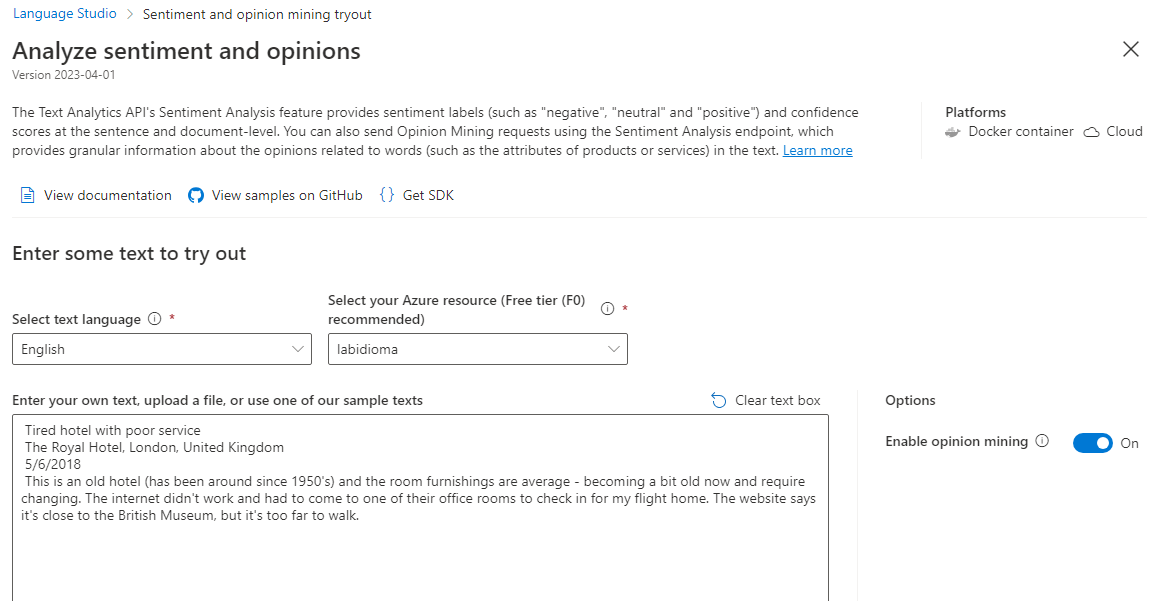 Language Studio > Sentiment and opinion mining tryout
Analyze sentiment and opinions
Version 2023-04-01
The Text Analytics API's Sentiment Analysis feature provides sentiment labels (such as "negative", "neutral" and "positive") and confidence
scores at the sentence and document-level. You can also send Opinion Mining requests using the Sentiment Analysis endpoint, which
provides granular information about the opinions related to words (such as the attributes of products or services) in the text. Learn more
Platforms
Docker container Cloud
View documentation View samples on GitHub {} Get SDK
Enter some text to try out
Select text language *
English
Select your Azure resource (Free tier (F0)
recommended) *
labidioma
Enter your own text, upload a file, or use one of our sample texts
Clear text box
Tired hotel with poor service
The Royal Hotel, London, United Kingdom
5/6/2018
This is an old hotel (has been around since 1950's) and the room furnishings are average - becoming a bit old now and require
changing. The internet didn't work and had to come to one of their office rooms to check in for my flight home. The website says
it's close to the British Museum, but it's too far to walk.
Options
Enable opinion mining On